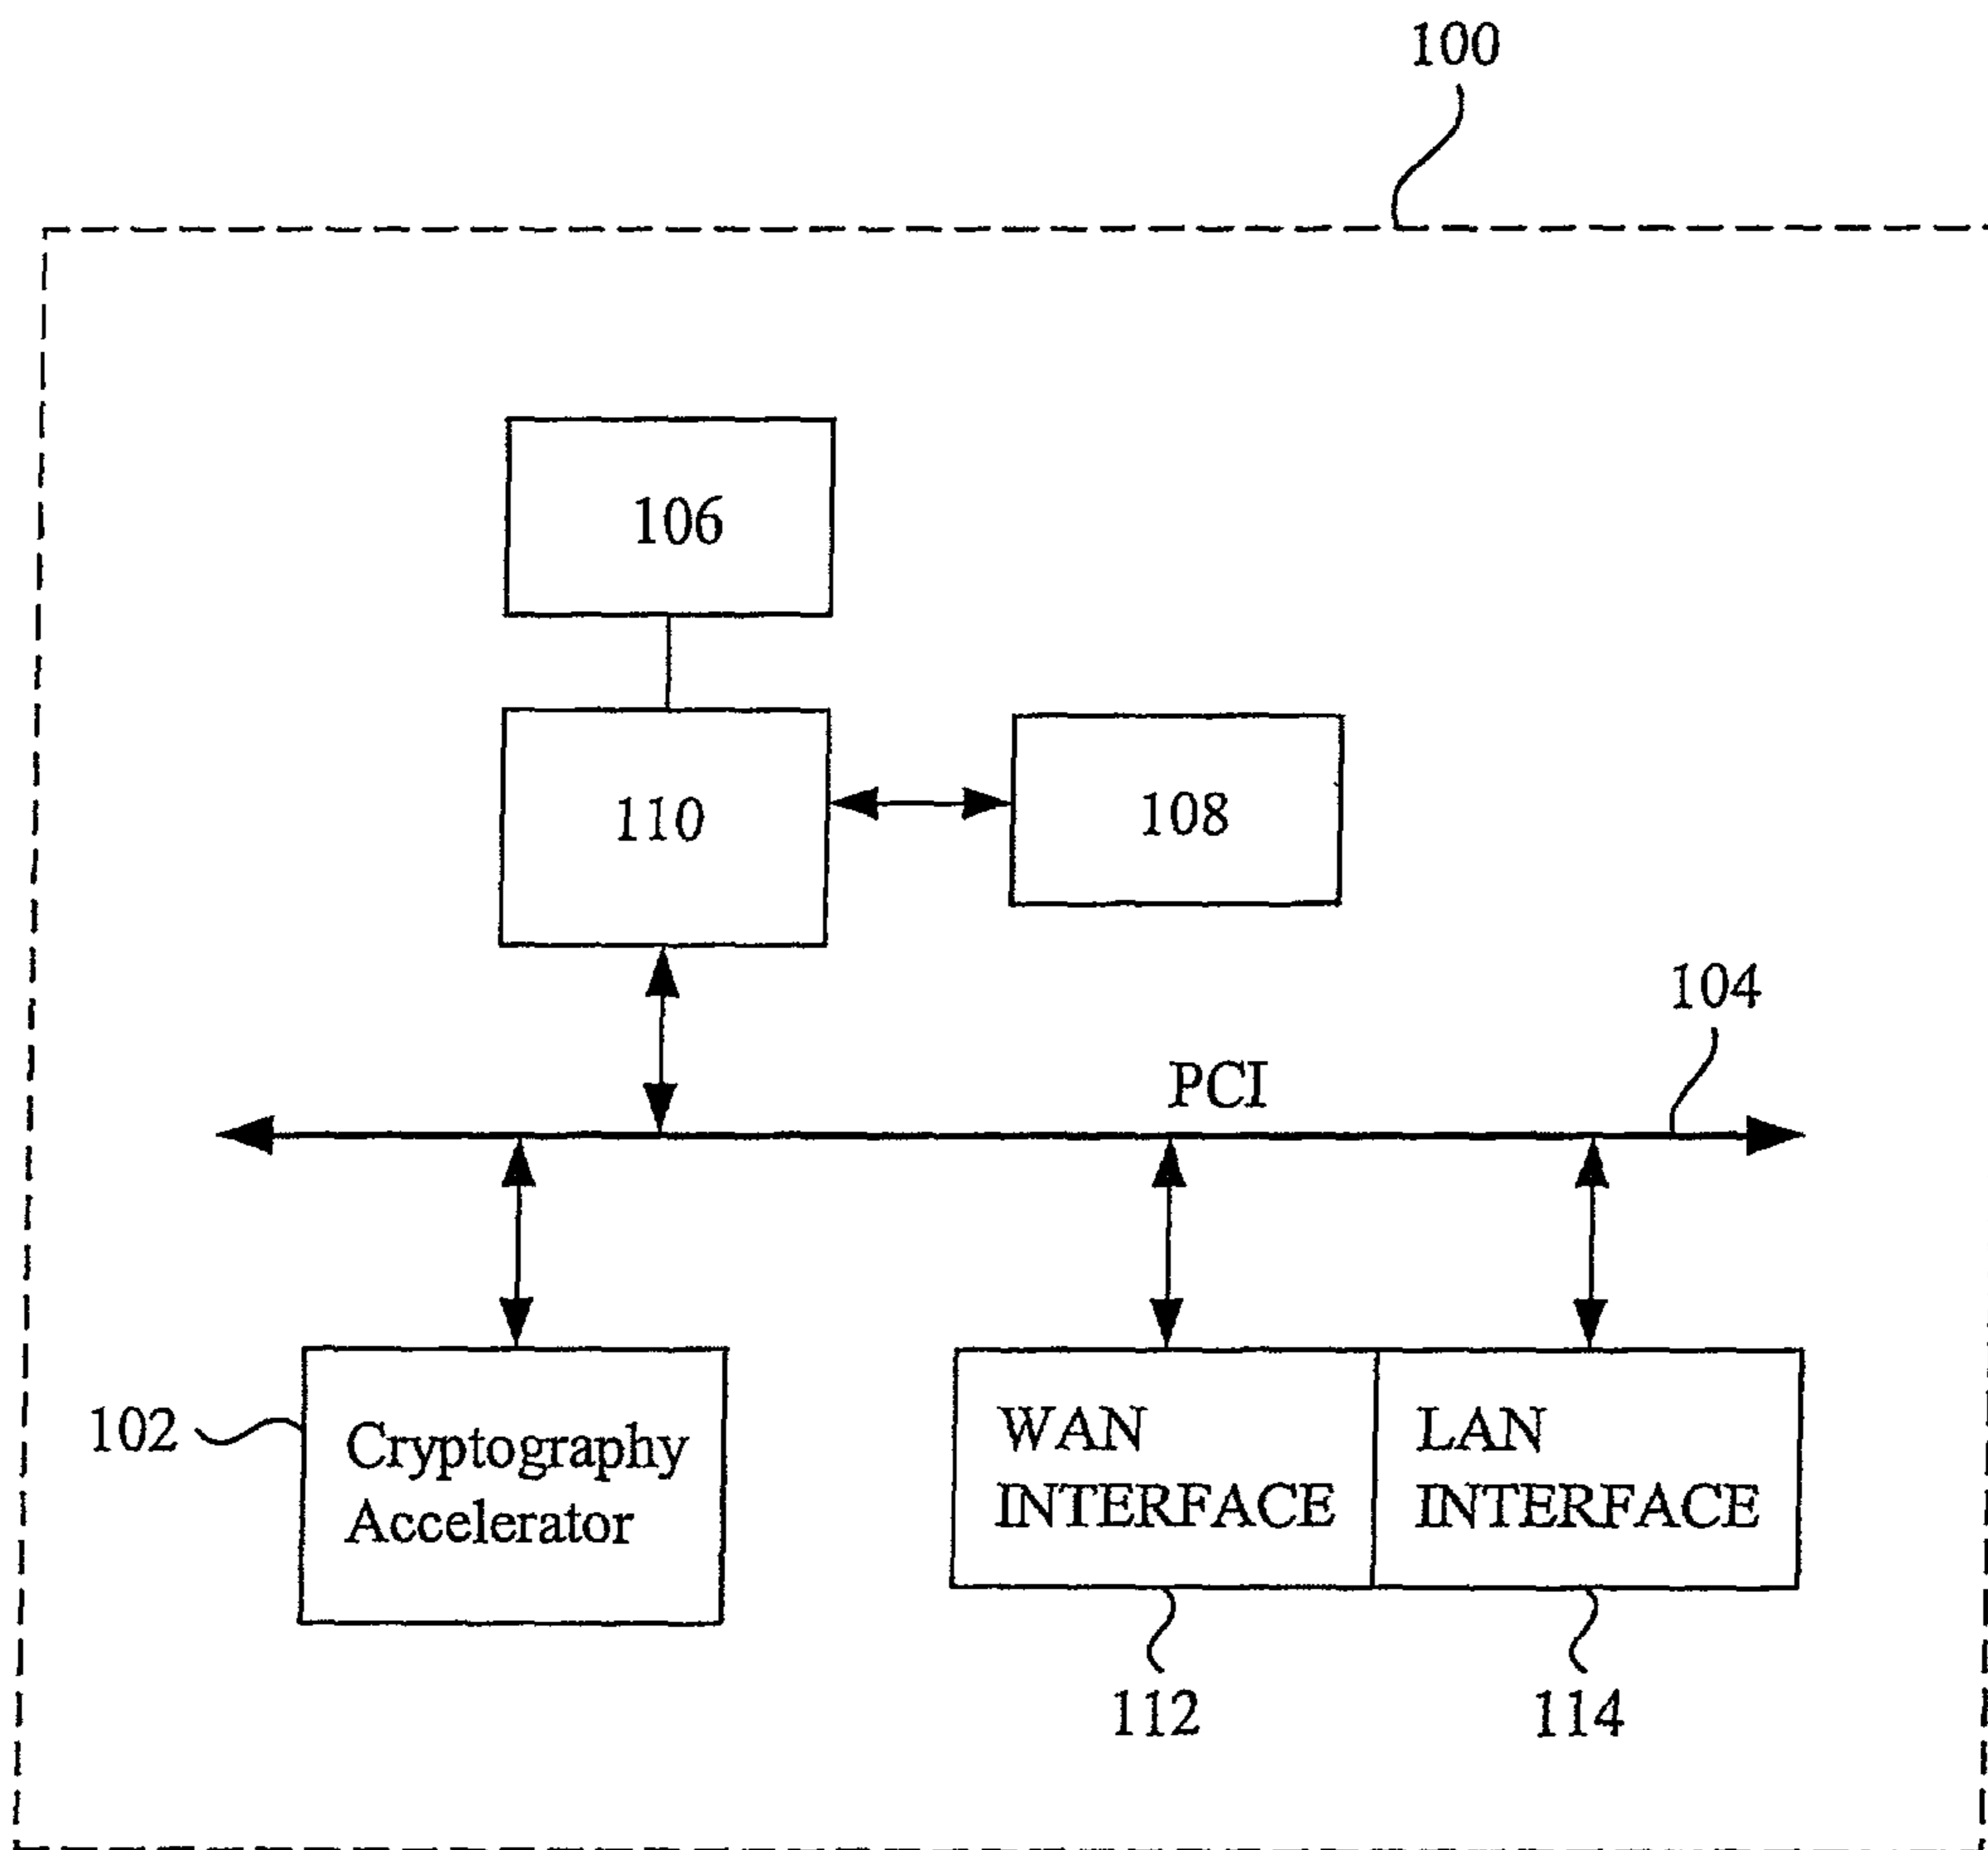 100
106
110
108
104
PCI
102
Cryptography
Accelerator
WAN
INTERFACE
LAN
INTERFACE
112
114